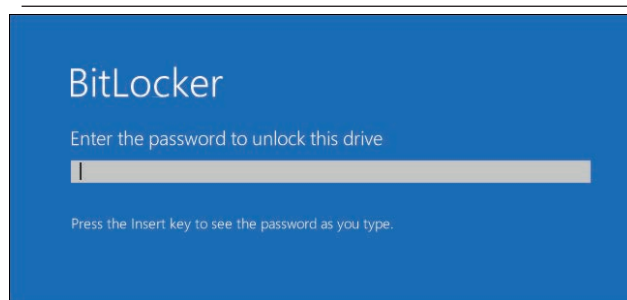 BitLocker
Enter the password to unlock this drive
Press the Insert key to see the password as you type.